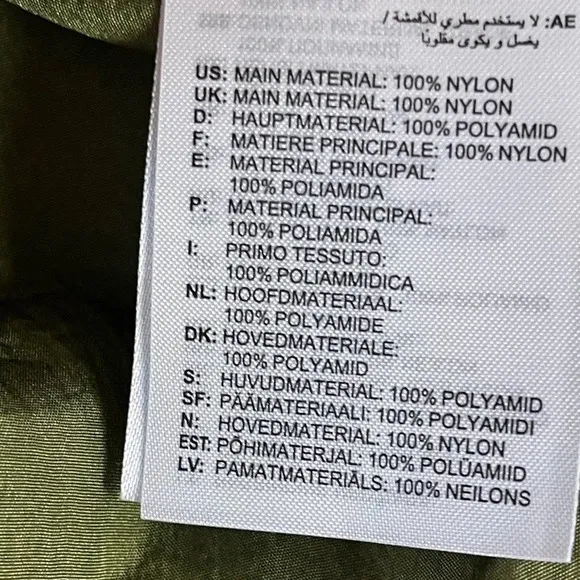 AE: لا يستخدم مطري للأقمشة /
يغسل و يكوى مقلوبًا
US: MAIN MATERIAL: 100% NYLON
UK: MAIN MATERIAL: 100% NYLON
D: HAUPTMATERIAL: 100% POLYAMID
F: MATIERE PRINCIPALE: 100% NYLON
E: MATERIAL PRINCIPAL:
100% POLIAMIDA
P: MATERIAL PRINCIPAL:
100% POLIAMIDA
I: PRIMO TESSUTO:
100% POLIAMMIDICA
NL: HOOFDMATERIAAL:
100% POLYAMIDE
DK: HOVEDMATERIALE:
100% POLYAMID
S: HUVUDMATERIAL: 100% POLYAMID
SF: PÄÄMATERIAALI: 100% POLYAMIDI
N: HOVEDMATERIAL: 100% NYLON
EST: PÕHIMATERJAL: 100% POLÜAMIID
LV: PAMATMATERIĀLS: 100% NEILONS